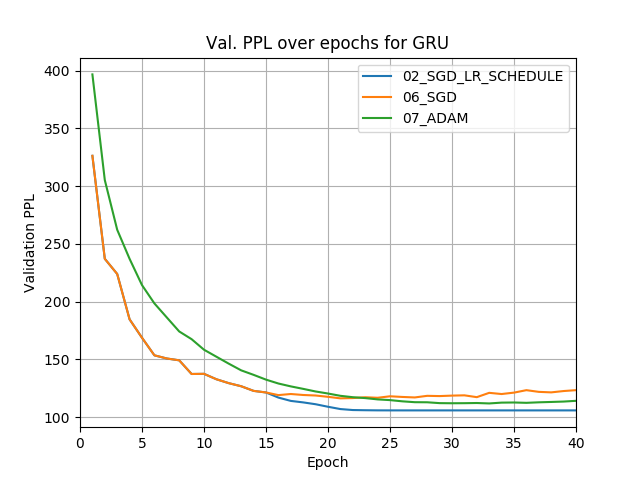 Val. PPL over epochs for GRU
02_SGD_LR_SCHEDULE
06_SGD
07_ADAM
Validation PPL
400
350
300
250
200
150
100
0 5 10 15 20 25 30 35 40
Epoch